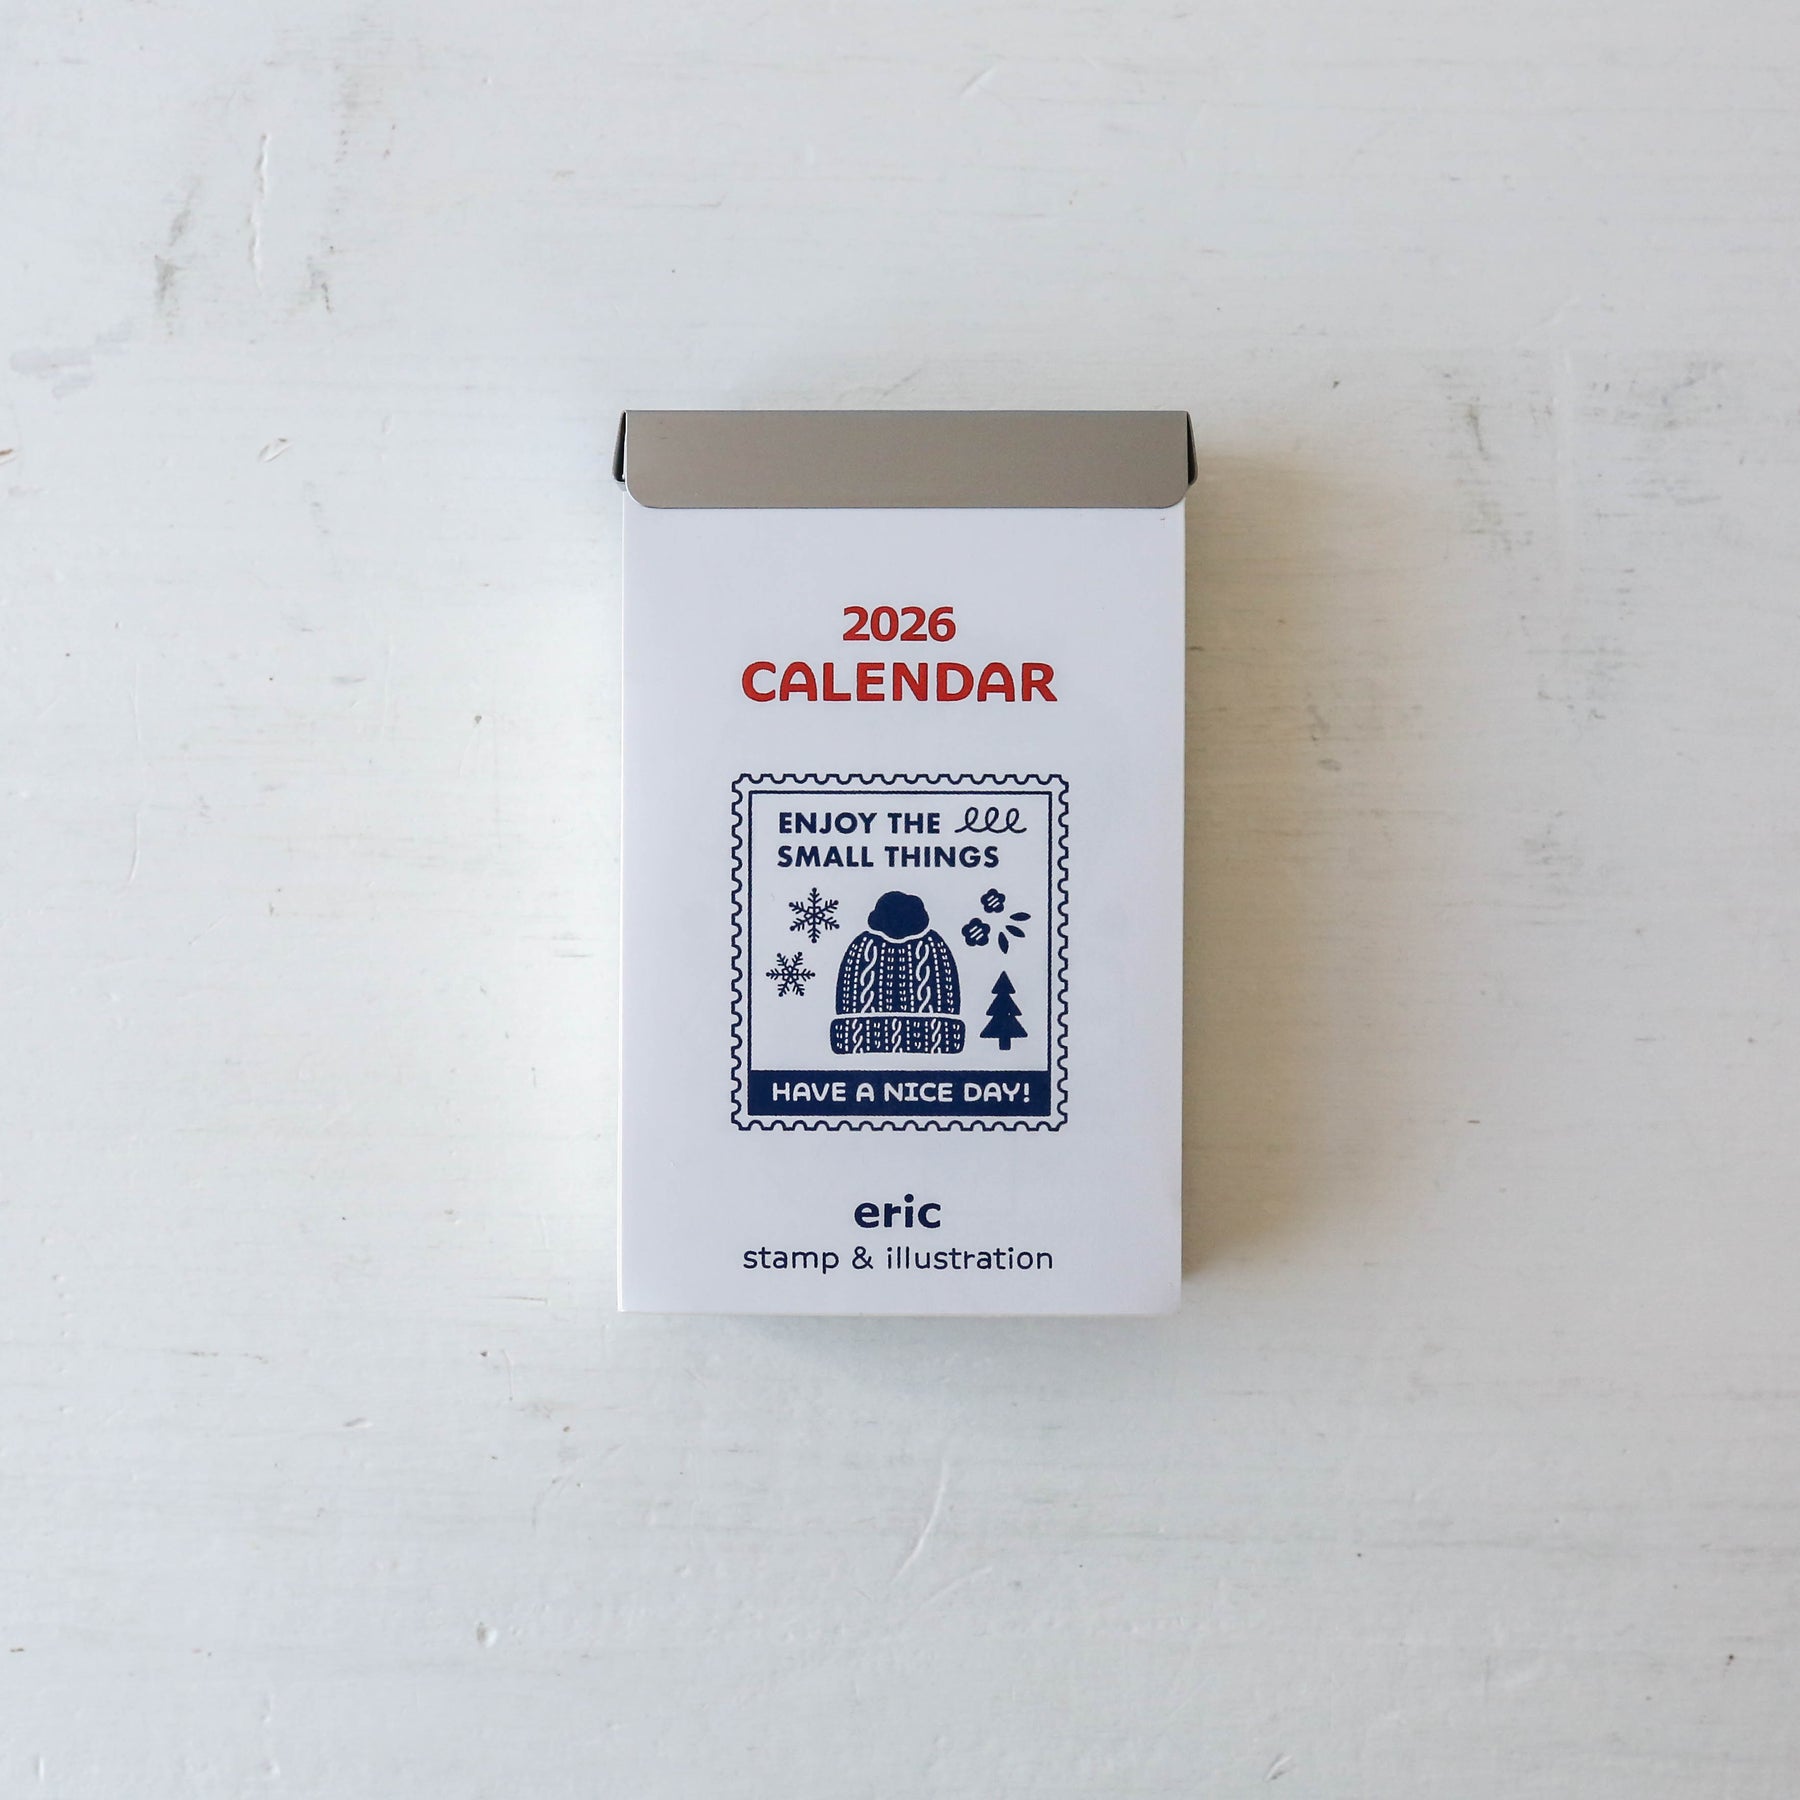 2026
CALENDAR
ENJOY THE
SMALL THINGS
HAVE A NICE DAY!
eric
stamp & illustration